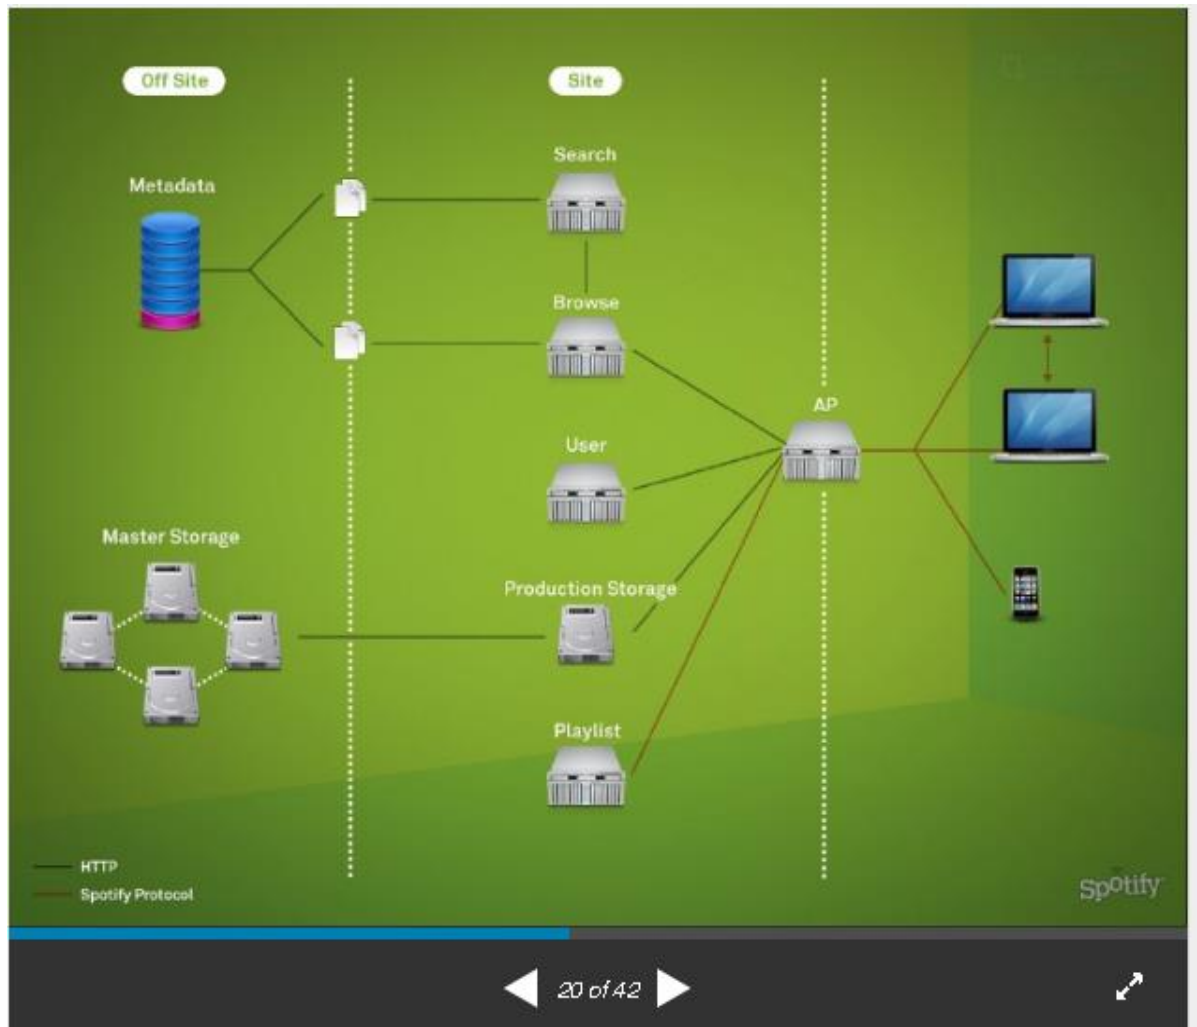 Off Site
Site
Search
Metadata
Browse
AP
User
Master Storage
Production Storage
Playlist
HTTP
Spotify Protocol
Spotify
20 of 42